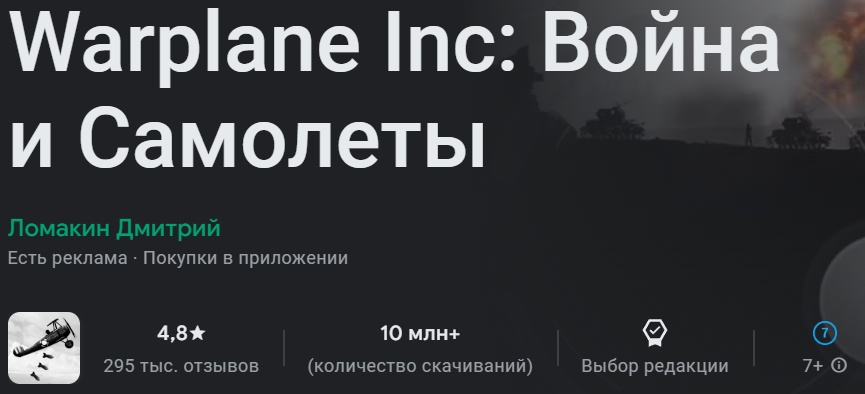 Warplane Inc: Война
и Самолеты
Ломакин Дмитрий
Есть реклама · Покупки в приложении
4,8★
295 тыс. отзывов
10 млн+
(количество скачиваний)
Выбор редакции
7
7+